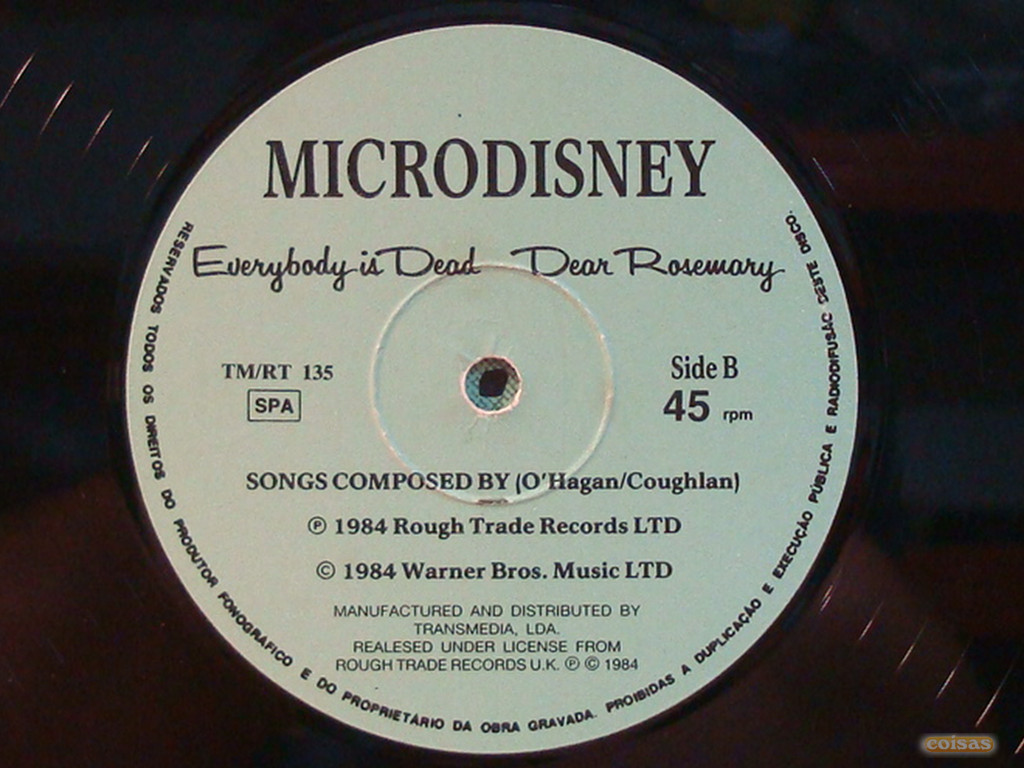 MICRODISNEY
Everybody is Dead Dear Rosemary
TM/RT 135
SPA
Side B
45 rpm
SONGS COMPOSED BY (O'Hagan/Coughlan)
℗ 1984 Rough Trade Records LTD
© 1984 Warner Bros. Music LTD
MANUFACTURED AND DISTRIBUTED BY
TRANSMEDIA, LDA.
REALESED UNDER LICENSE FROM
ROUGH TRADE RECORDS U.K. ℗ © 1984
RESERVADOS TODOS OS DIREITOS DO PRODUTOR FONOGRAFICO E DO PROPRIETÁRIO DA OBRA GRAVADA. PROIBIDAS A DUPLICAÇÃO E EXECUÇÃO PÚBLICA E RADIODIFUSÃO DESTE DISCO.
coisas